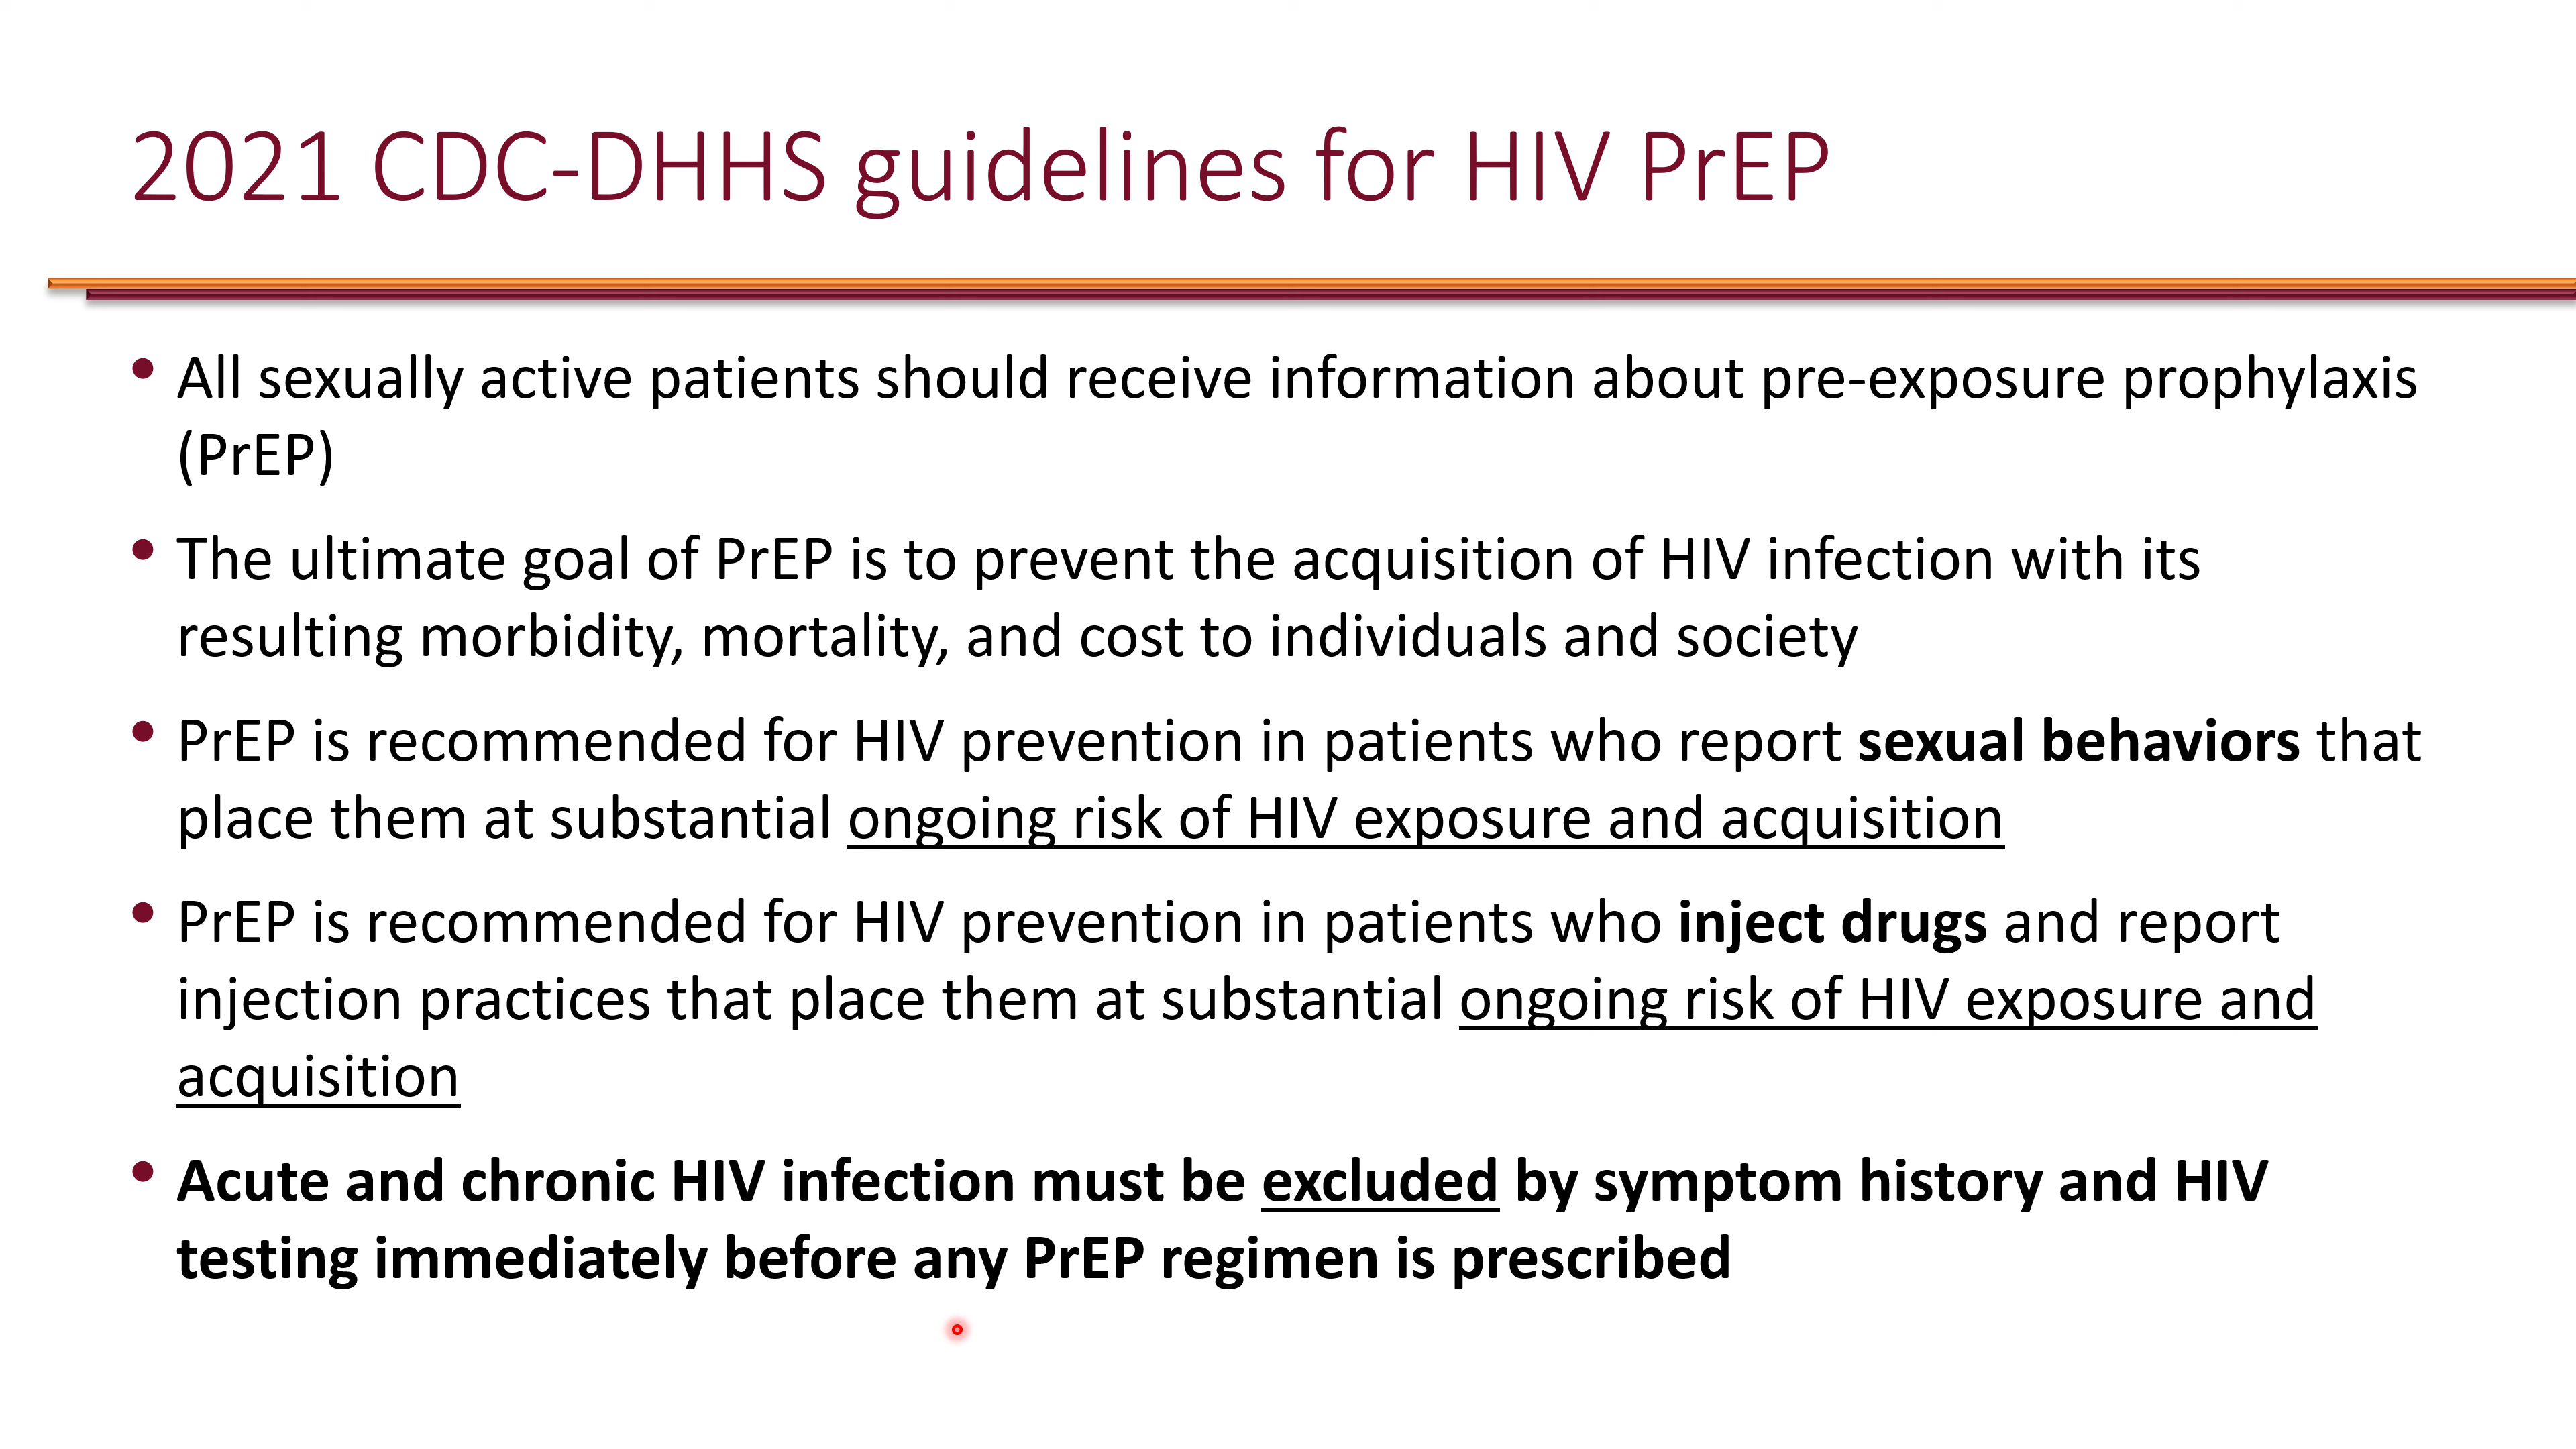 2021 CDC-DHHS guidelines for HIV PrEP
• All sexually active patients should receive information about pre-exposure prophylaxis
(PrEP)
• The ultimate goal of PrEP is to prevent the acquisition of HIV infection with its
resulting morbidity, mortality, and cost to individuals and society
• PrEP is recommended for HIV prevention in patients who report sexual behaviors that
place them at substantial ongoing risk of HIV exposure and acquisition
• PrEP is recommended for HIV prevention in patients who inject drugs and report
injection practices that place them at substantial ongoing risk of HIV exposure and
acquisition
• Acute and chronic HIV infection must be excluded by symptom history and HIV
testing immediately before any PrEP regimen is prescribed